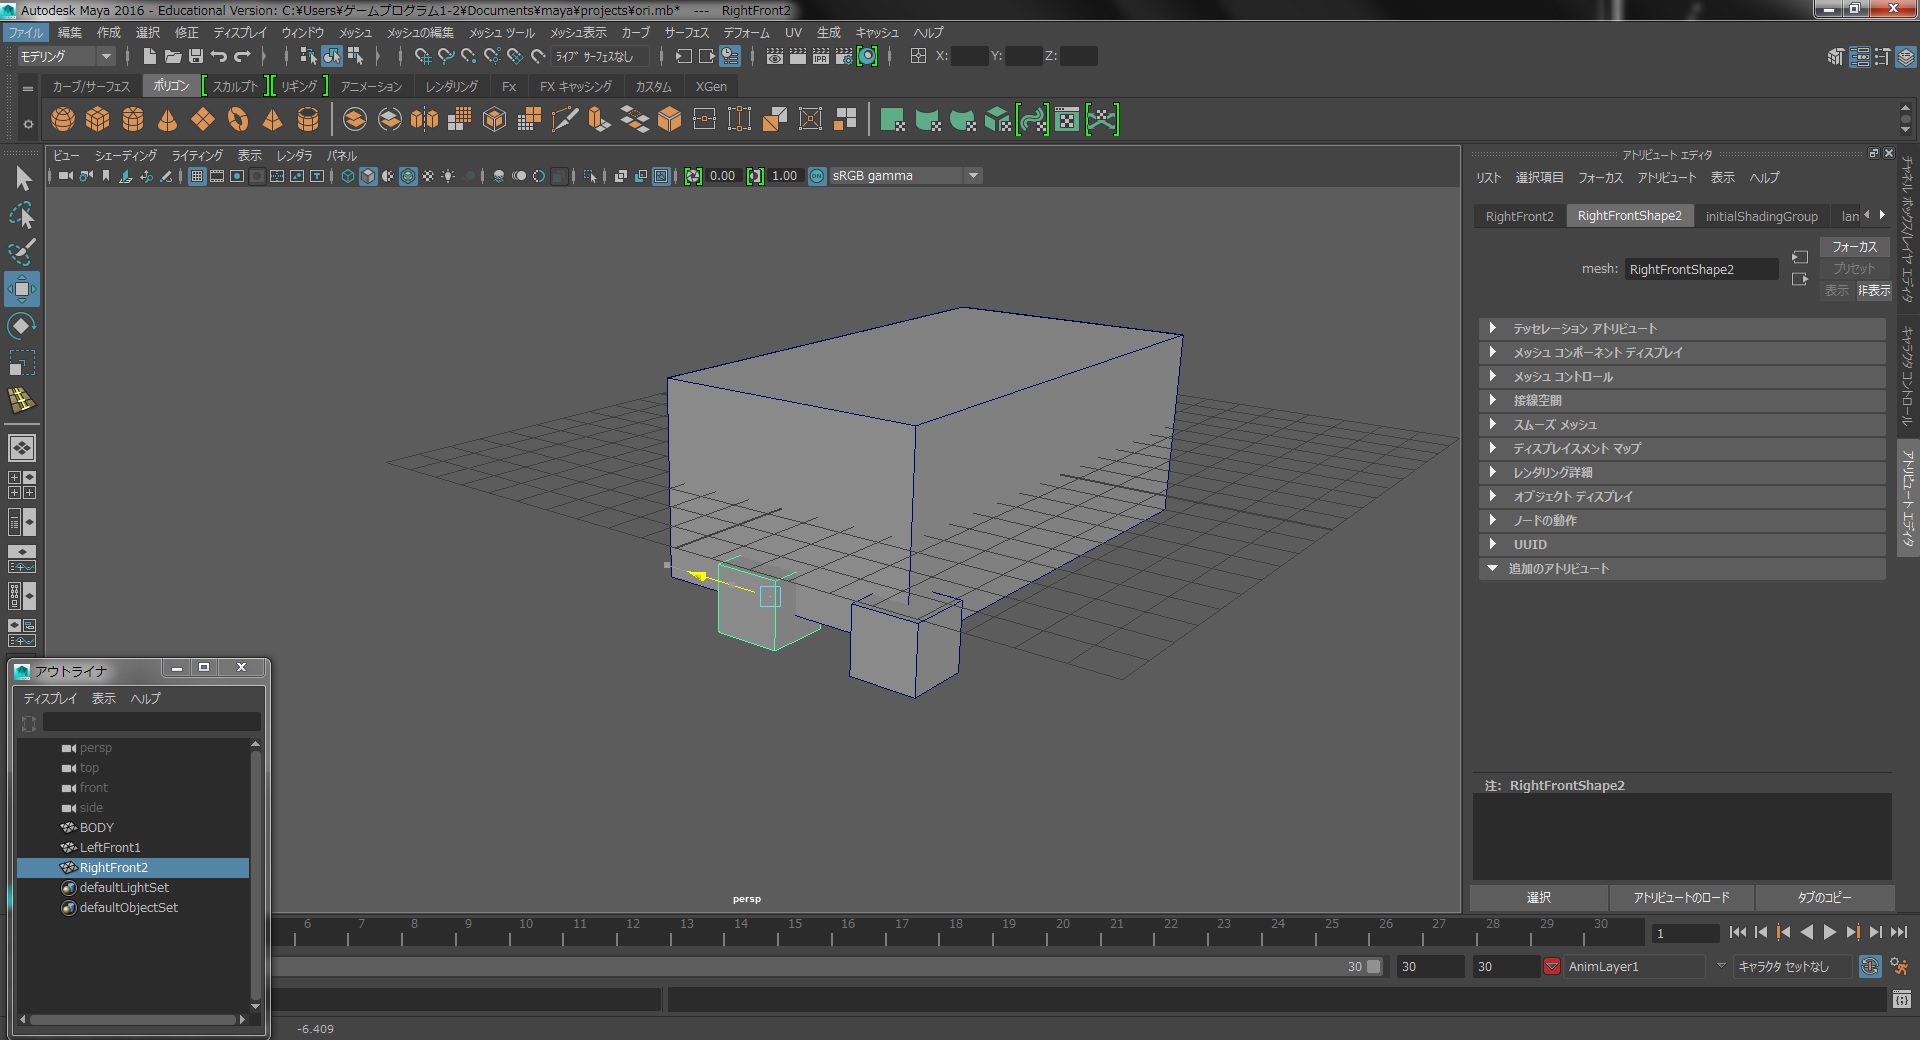 Autodesk Maya 2016 - Educational Version: C:¥Users¥ゲームプログラム1-2¥Documents¥maya¥projects¥ori.mb* --- RightFront2
ファイル 編集 作成 選択 修正 ディスプレイ ウィンドウ メッシュ メッシュの編集 メッシュ ツール メッシュ表示 カーブ サーフェス デフォーム UV 生成 キャッシュ ヘルプ
モデリング ライブ サーフェスなし IPR X: Y: Z:
カーブ/サーフェス ポリゴン スカルプト リギング アニメーション レンダリング Fx FX キャッシング カスタム XGen
ビュー シェーディング ライティング 表示 レンダラ パネル
0.00 1.00 ON sRGB gamma
persp
アトリビュート エディタ
リスト 選択項目 フォーカス アトリビュート 表示 ヘルプ
RightFront2 RightFrontShape2 initialShadingGroup lan
フォーカス
mesh: RightFrontShape2
プリセット
表示 非表示
テッセレーション アトリビュート
メッシュ コンポーネント ディスプレイ
メッシュ コントロール
接線空間
スムーズ メッシュ
ディスプレイスメント マップ
レンダリング詳細
オブジェクト ディスプレイ
ノードの動作
UUID
追加のアトリビュート
注: RightFrontShape2
選択 アトリビュートのロード タブのコピー
チャネル ボックス/レイヤ エディタ
キャラクタ コントロール
アトリビュート エディタ
アウトライナ
ディスプレイ 表示 ヘルプ
persp
top
front
side
BODY
LeftFront1
RightFront2
defaultLightSet
defaultObjectSet
6 7 8 9 10 11 12 13 14 15 16 17 18 19 20 21 22 23 24 25 26 27 28 29 30
1
30 30 30 AnimLayer1 キャラクタ セットなし
-6.409